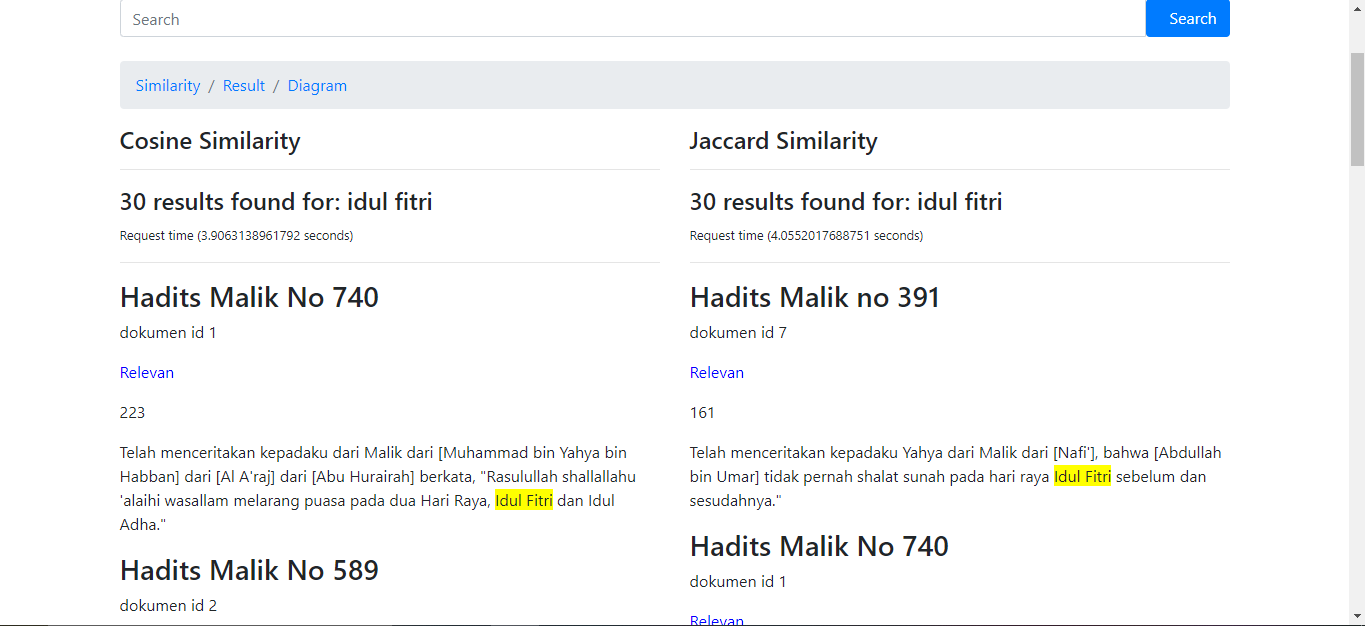 Search
Search
Similarity / Result / Diagram
Cosine Similarity
30 results found for: idul fitri
Request time (3.9063138961792 seconds)
Hadits Malik No 740
dokumen id 1
Relevan
223
Telah menceritakan kepadaku dari Malik dari [Muhammad bin Yahya bin
Habban] dari [Al A'raj] dari [Abu Hurairah] berkata, "Rasulullah shallallahu
'alaihi wasallam melarang puasa pada dua Hari Raya, Idul Fitri dan Idul
Adha."
Hadits Malik No 589
dokumen id 2
Jaccard Similarity
30 results found for: idul fitri
Request time (4.0552017688751 seconds)
Hadits Malik no 391
dokumen id 7
Relevan
161
Telah menceritakan kepadaku Yahya dari Malik dari [Nafi'], bahwa [Abdullah
bin Umar] tidak pernah shalat sunah pada hari raya Idul Fitri sebelum dan
sesudahnya."
Hadits Malik No 740
dokumen id 1
Relevan